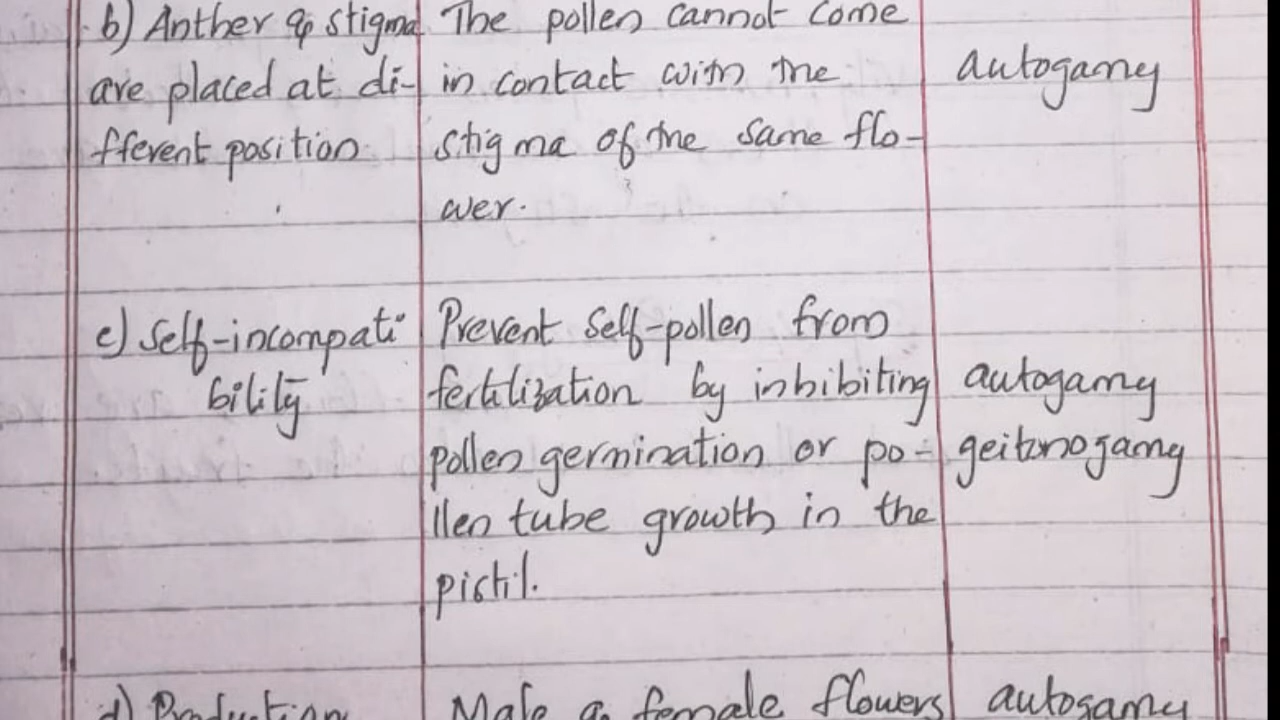 b) Anther & stigma
are placed at di-
fferent position
The pollen cannot come
in contact with the
stigma of the same flo-
wer.
autogamy
c) Self-incompati
bility
Prevent Self-pollen from
fertilization by inhibiting
pollen germination or po-
llen tube growth in the
pistil.
autogamy
geitonogamy
d) Production
Male & female flowers
autogamy